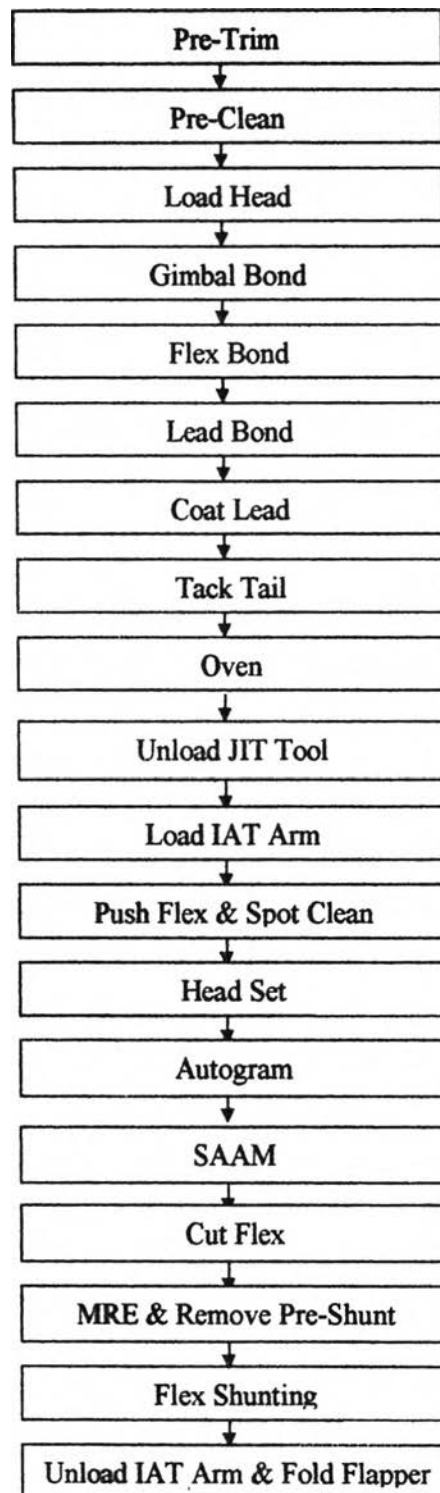 Pre-Trim
Pre-Clean
Load Head
Gimbal Bond
Flex Bond
Lead Bond
Coat Lead
Tack Tail
Oven
Unload JIT Tool
Load IAT Arm
Push Flex & Spot Clean
Head Set
Autogram
SAAM
Cut Flex
MRE & Remove Pre-Shunt
Flex Shunting
Unload IAT Arm & Fold Flapper